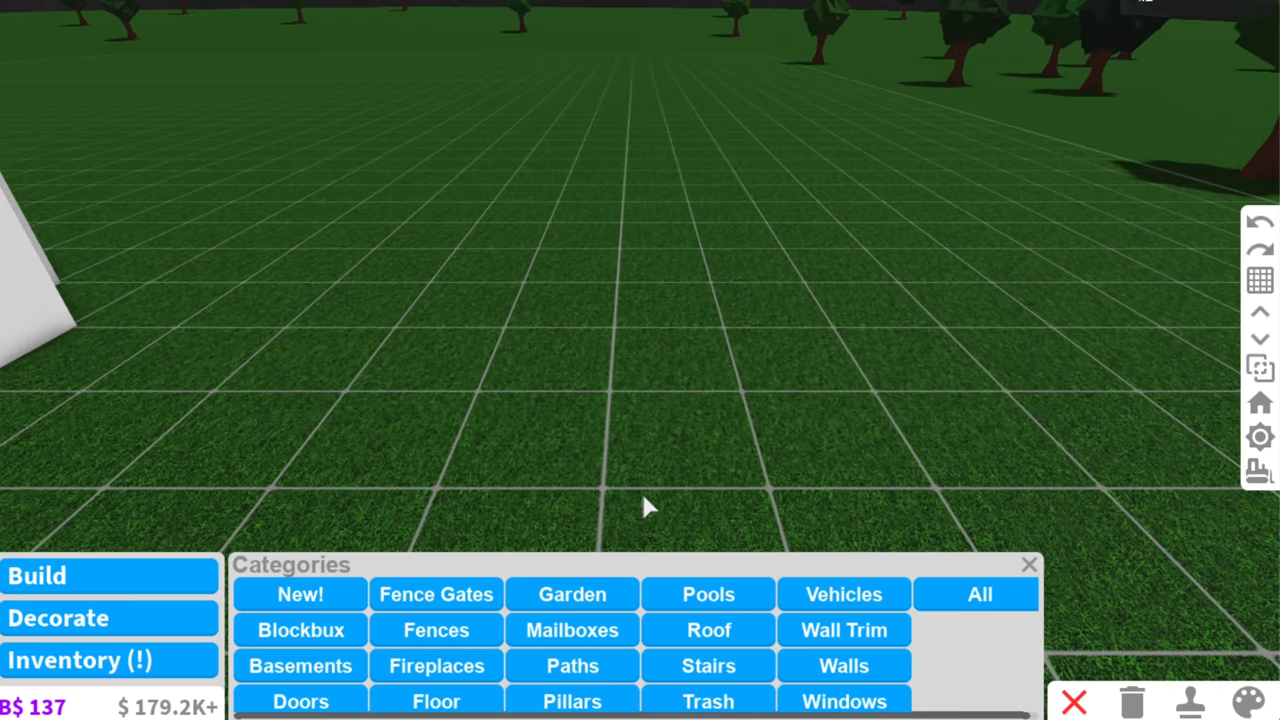 Build
Decorate
Inventory (!)
B$ 137 $ 179.2K+
Categories
New! Fence Gates Garden Pools Vehicles All
Blockbux Fences Mailboxes Roof Wall Trim
Basements Fireplaces Paths Stairs Walls
Doors Floor Pillars Trash Windows